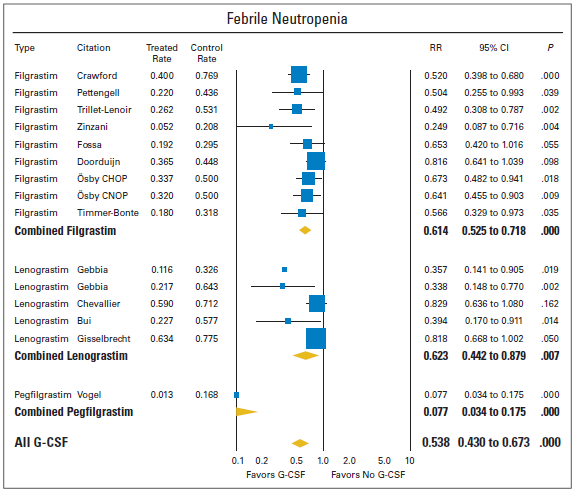 Febrile Neutropenia
Type Citation Treated Rate Control Rate RR 95% CI P
Filgrastim Crawford 0.400 0.769 0.520 0.398 to 0.680 .000
Filgrastim Pettengell 0.220 0.436 0.504 0.255 to 0.993 .039
Filgrastim Trillet-Lenoir 0.262 0.531 0.492 0.308 to 0.787 .002
Filgrastim Zinzani 0.052 0.208 0.249 0.087 to 0.716 .004
Filgrastim Fossa 0.192 0.295 0.653 0.420 to 1.016 .055
Filgrastim Doorduijn 0.365 0.448 0.816 0.641 to 1.039 .098
Filgrastim Ösby CHOP 0.337 0.500 0.673 0.482 to 0.941 .018
Filgrastim Ösby CNOP 0.320 0.500 0.641 0.455 to 0.903 .009
Filgrastim Timmer-Bonte 0.180 0.318 0.566 0.329 to 0.973 .035
Combined Filgrastim 0.614 0.525 to 0.718 .000
Lenograstim Gebbia 0.116 0.326 0.357 0.141 to 0.905 .019
Lenograstim Gebbia 0.217 0.643 0.338 0.148 to 0.770 .002
Lenograstim Chevallier 0.590 0.712 0.829 0.636 to 1.080 .162
Lenograstim Bui 0.227 0.577 0.394 0.170 to 0.911 .014
Lenograstim Gisselbrecht 0.634 0.775 0.818 0.668 to 1.002 .050
Combined Lenograstim 0.623 0.442 to 0.879 .007
Pegfilgrastim Vogel 0.013 0.168 0.077 0.034 to 0.175 .000
Combined Pegfilgrastim 0.077 0.034 to 0.175 .000
All G-CSF 0.538 0.430 to 0.673 .000
0.1 0.2 0.5 1.0 2.0 5.0 10
Favors G-CSF Favors No G-CSF